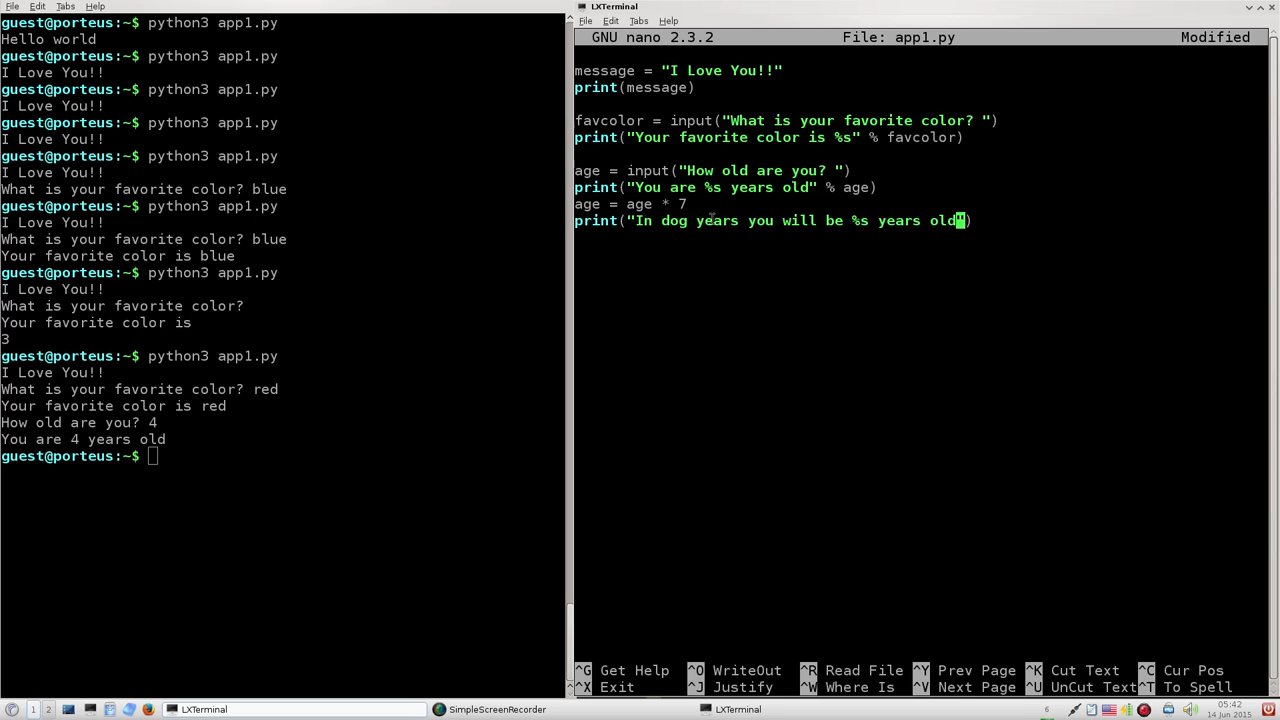 File Edit Tabs Help
guest@porteus:~$ python3 app1.py
Hello world
guest@porteus:~$ python3 app1.py
I Love You!!
guest@porteus:~$ python3 app1.py
I Love You!!
guest@porteus:~$ python3 app1.py
I Love You!!
guest@porteus:~$ python3 app1.py
I Love You!!
What is your favorite color? blue
guest@porteus:~$ python3 app1.py
I Love You!!
What is your favorite color? blue
Your favorite color is blue
guest@porteus:~$ python3 app1.py
I Love You!!
What is your favorite color?
Your favorite color is
3
guest@porteus:~$ python3 app1.py
I Love You!!
What is your favorite color? red
Your favorite color is red
How old are you? 4
You are 4 years old
guest@porteus:~$
LXTerminal
File Edit Tabs Help
GNU nano 2.3.2 File: app1.py Modified
message = "I Love You!!"
print(message)
favcolor = input("What is your favorite color? ")
print("Your favorite color is %s" % favcolor)
age = input("How old are you? ")
print("You are %s years old" % age)
age = age * 7
print("In dog years you will be %s years old")
^G Get Help ^O WriteOut ^R Read File ^Y Prev Page ^K Cut Text ^C Cur Pos
^X Exit ^J Justify ^W Where Is ^V Next Page ^U UnCut Text ^T To Spell
1 2 LXTerminal SimpleScreenRecorder LXTerminal 6 05:42
14 Jun 2015